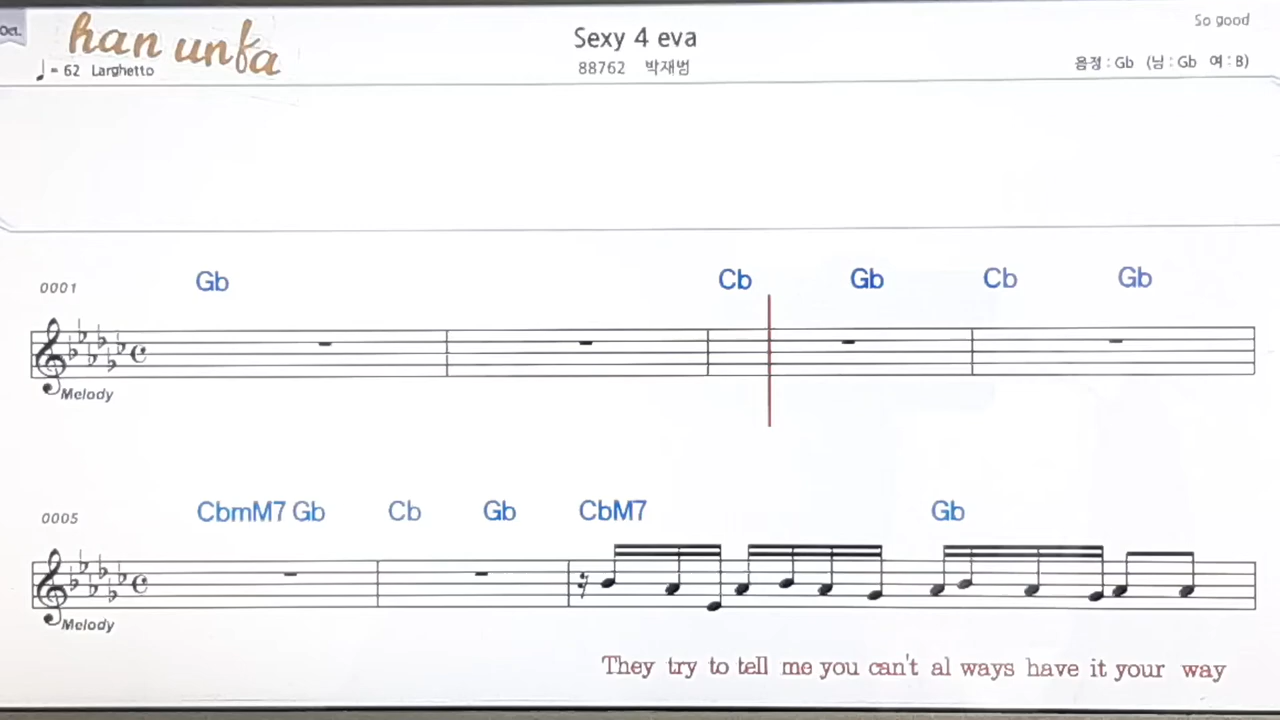 Oct.
han unfa
Sexy 4 eva
So good
♩= 62 Larghetto
88762 박재범
음정 : Gb (남 : Gb 여 : B)
Gb Cb Gb Cb Gb
0001
Melody
CbmM7 Gb Cb Gb CbM7 Gb
0005
Melody
They try to tell me you can't al ways have it your way